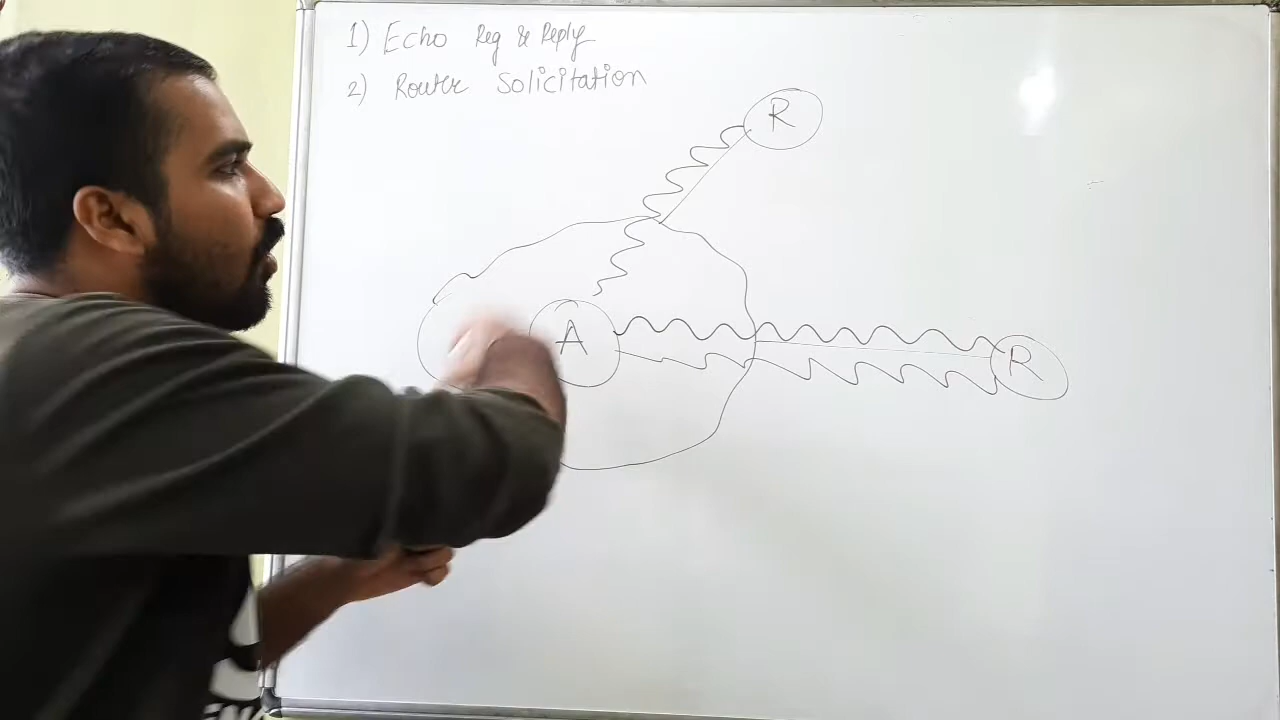 1) Echo Req & Reply
2) Router Solicitation
R
A
R